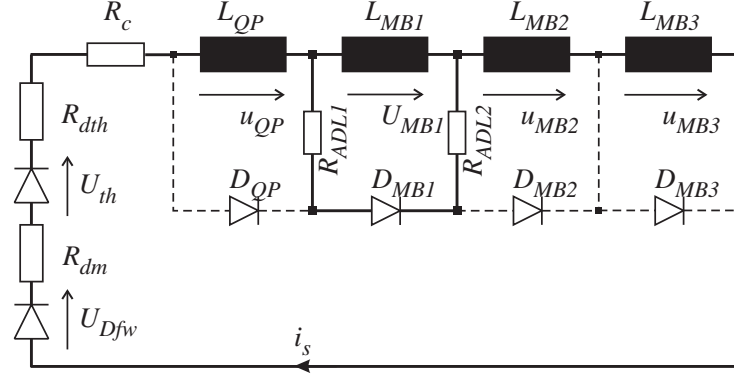 R_c L_QP L_MB1 L_MB2 L_MB3
R_dth u_QP R_ADL1 U_MB1 R_ADL2 u_MB2 u_MB3
U_th D_QP D_MB1 D_MB2 D_MB3
R_dm
U_Dfw
i_s